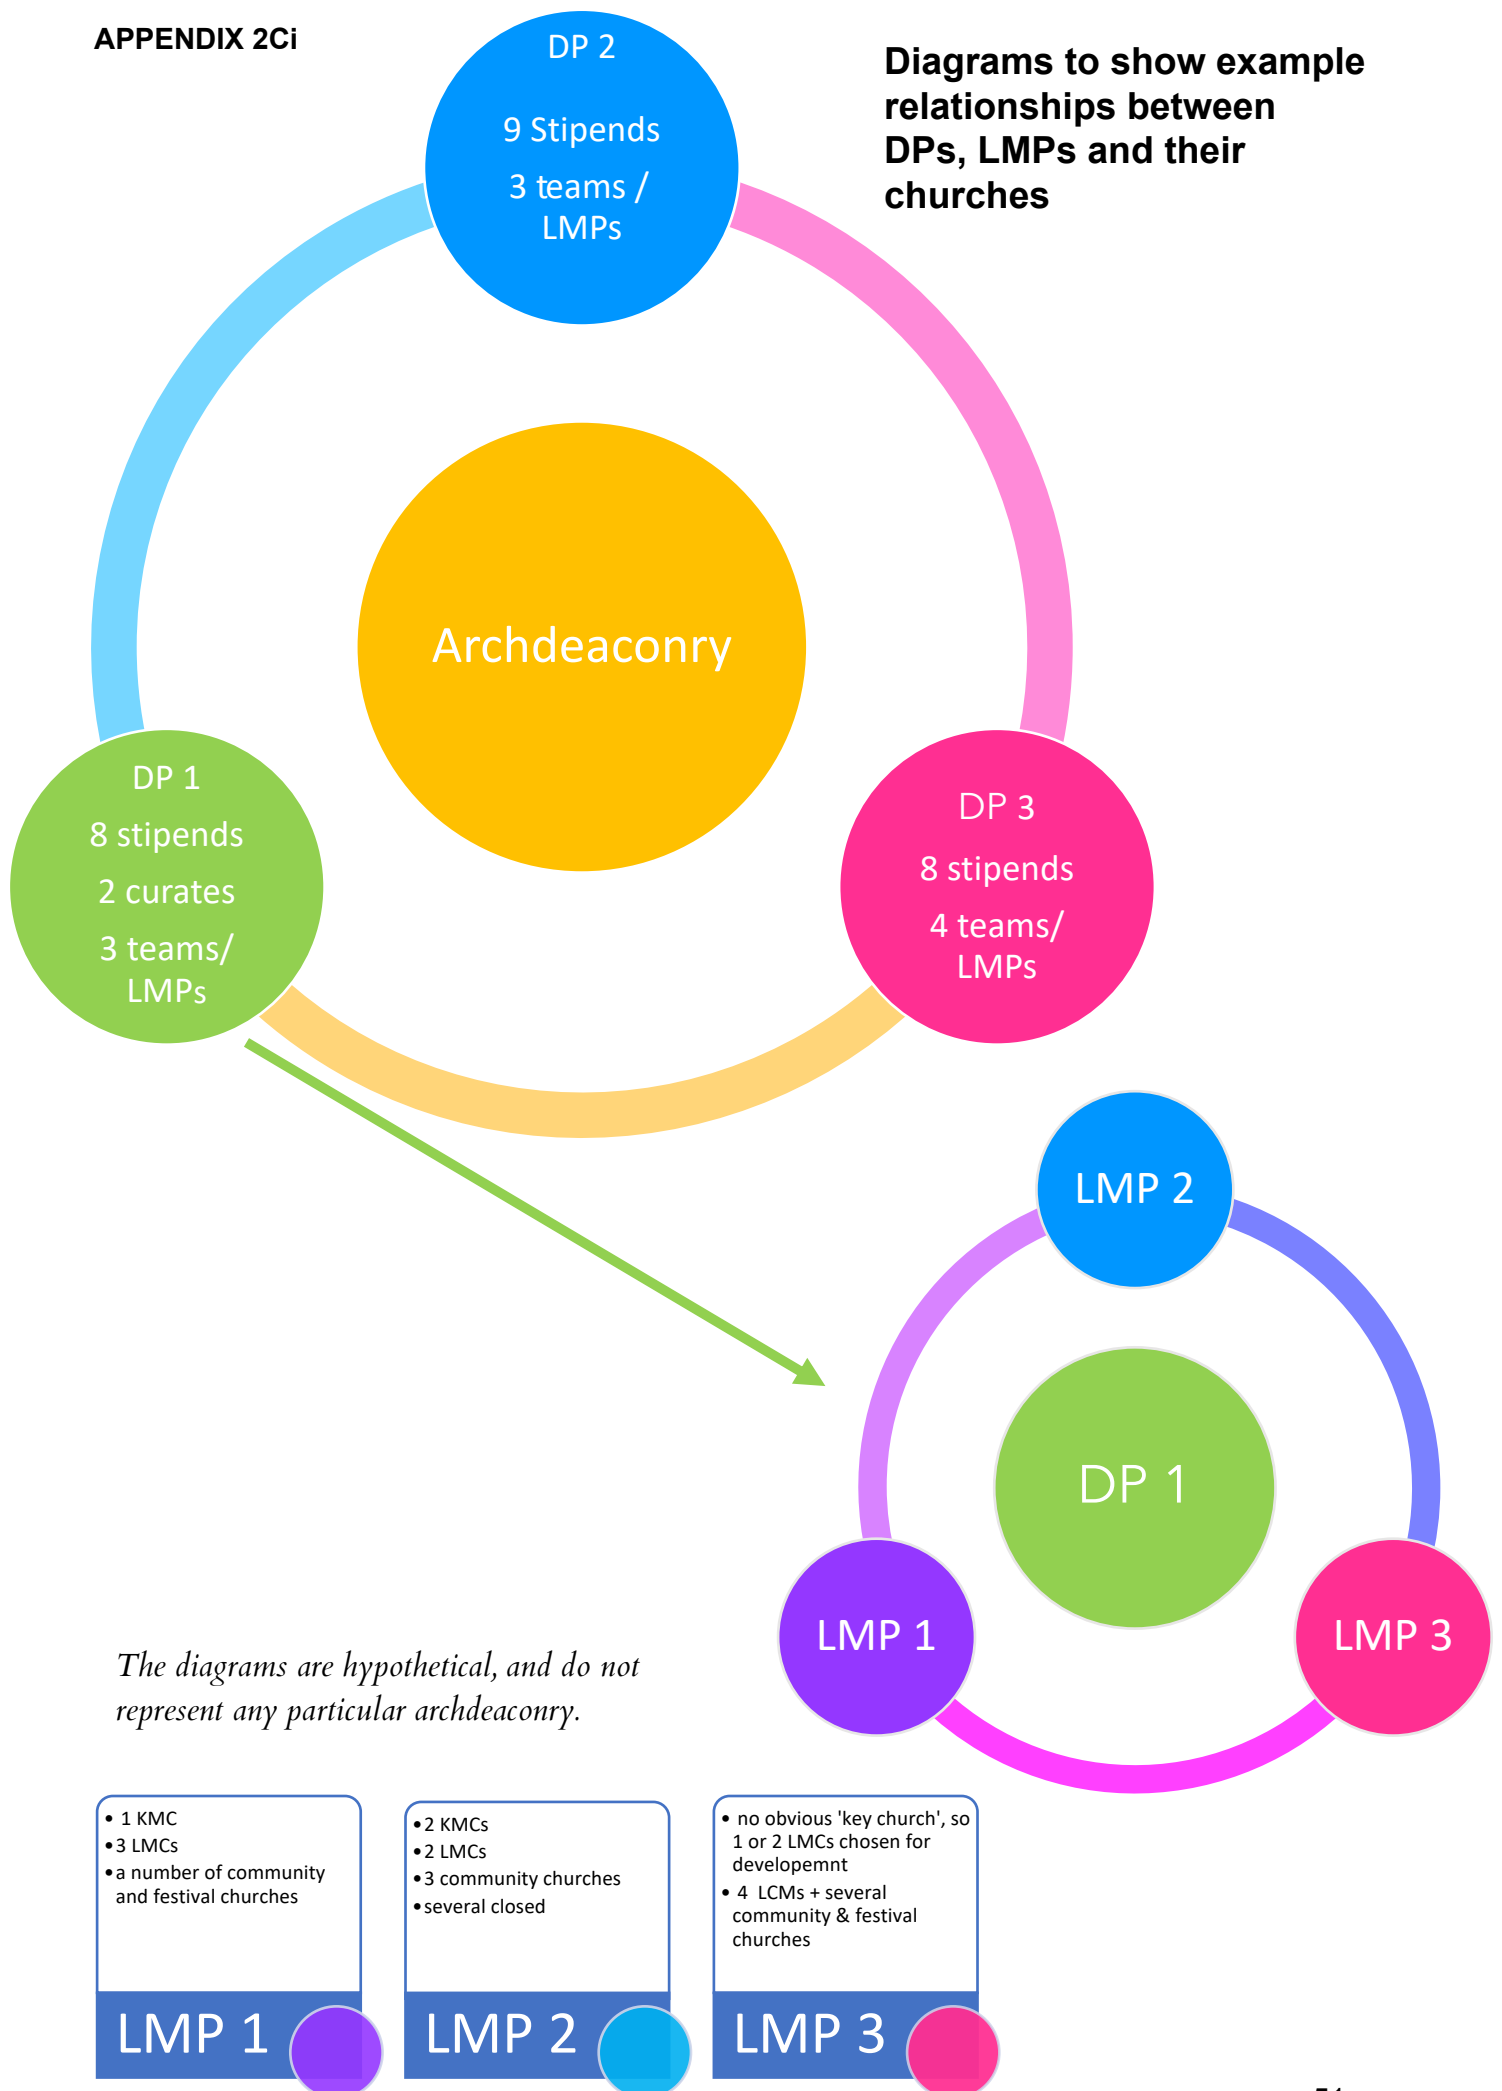 APPENDIX 2Ci
Diagrams to show example
relationships between
DPs, LMPs and their
churches
DP 2
9 Stipends
3 teams /
LMPs
Archdeaconry
DP 1
8 stipends
2 curates
3 teams/
LMPs
DP 3
8 stipends
4 teams/
LMPs
LMP 2
DP 1
LMP 1
LMP 3
The diagrams are hypothetical, and do not
represent any particular archdeaconry.
• 1 KMC
• 3 LMCs
• a number of community
and festival churches
LMP 1
• 2 KMCs
• 2 LMCs
• 3 community churches
• several closed
LMP 2
• no obvious 'key church', so
1 or 2 LMCs chosen for
developemnt
• 4 LCMs + several
community & festival
churches
LMP 3